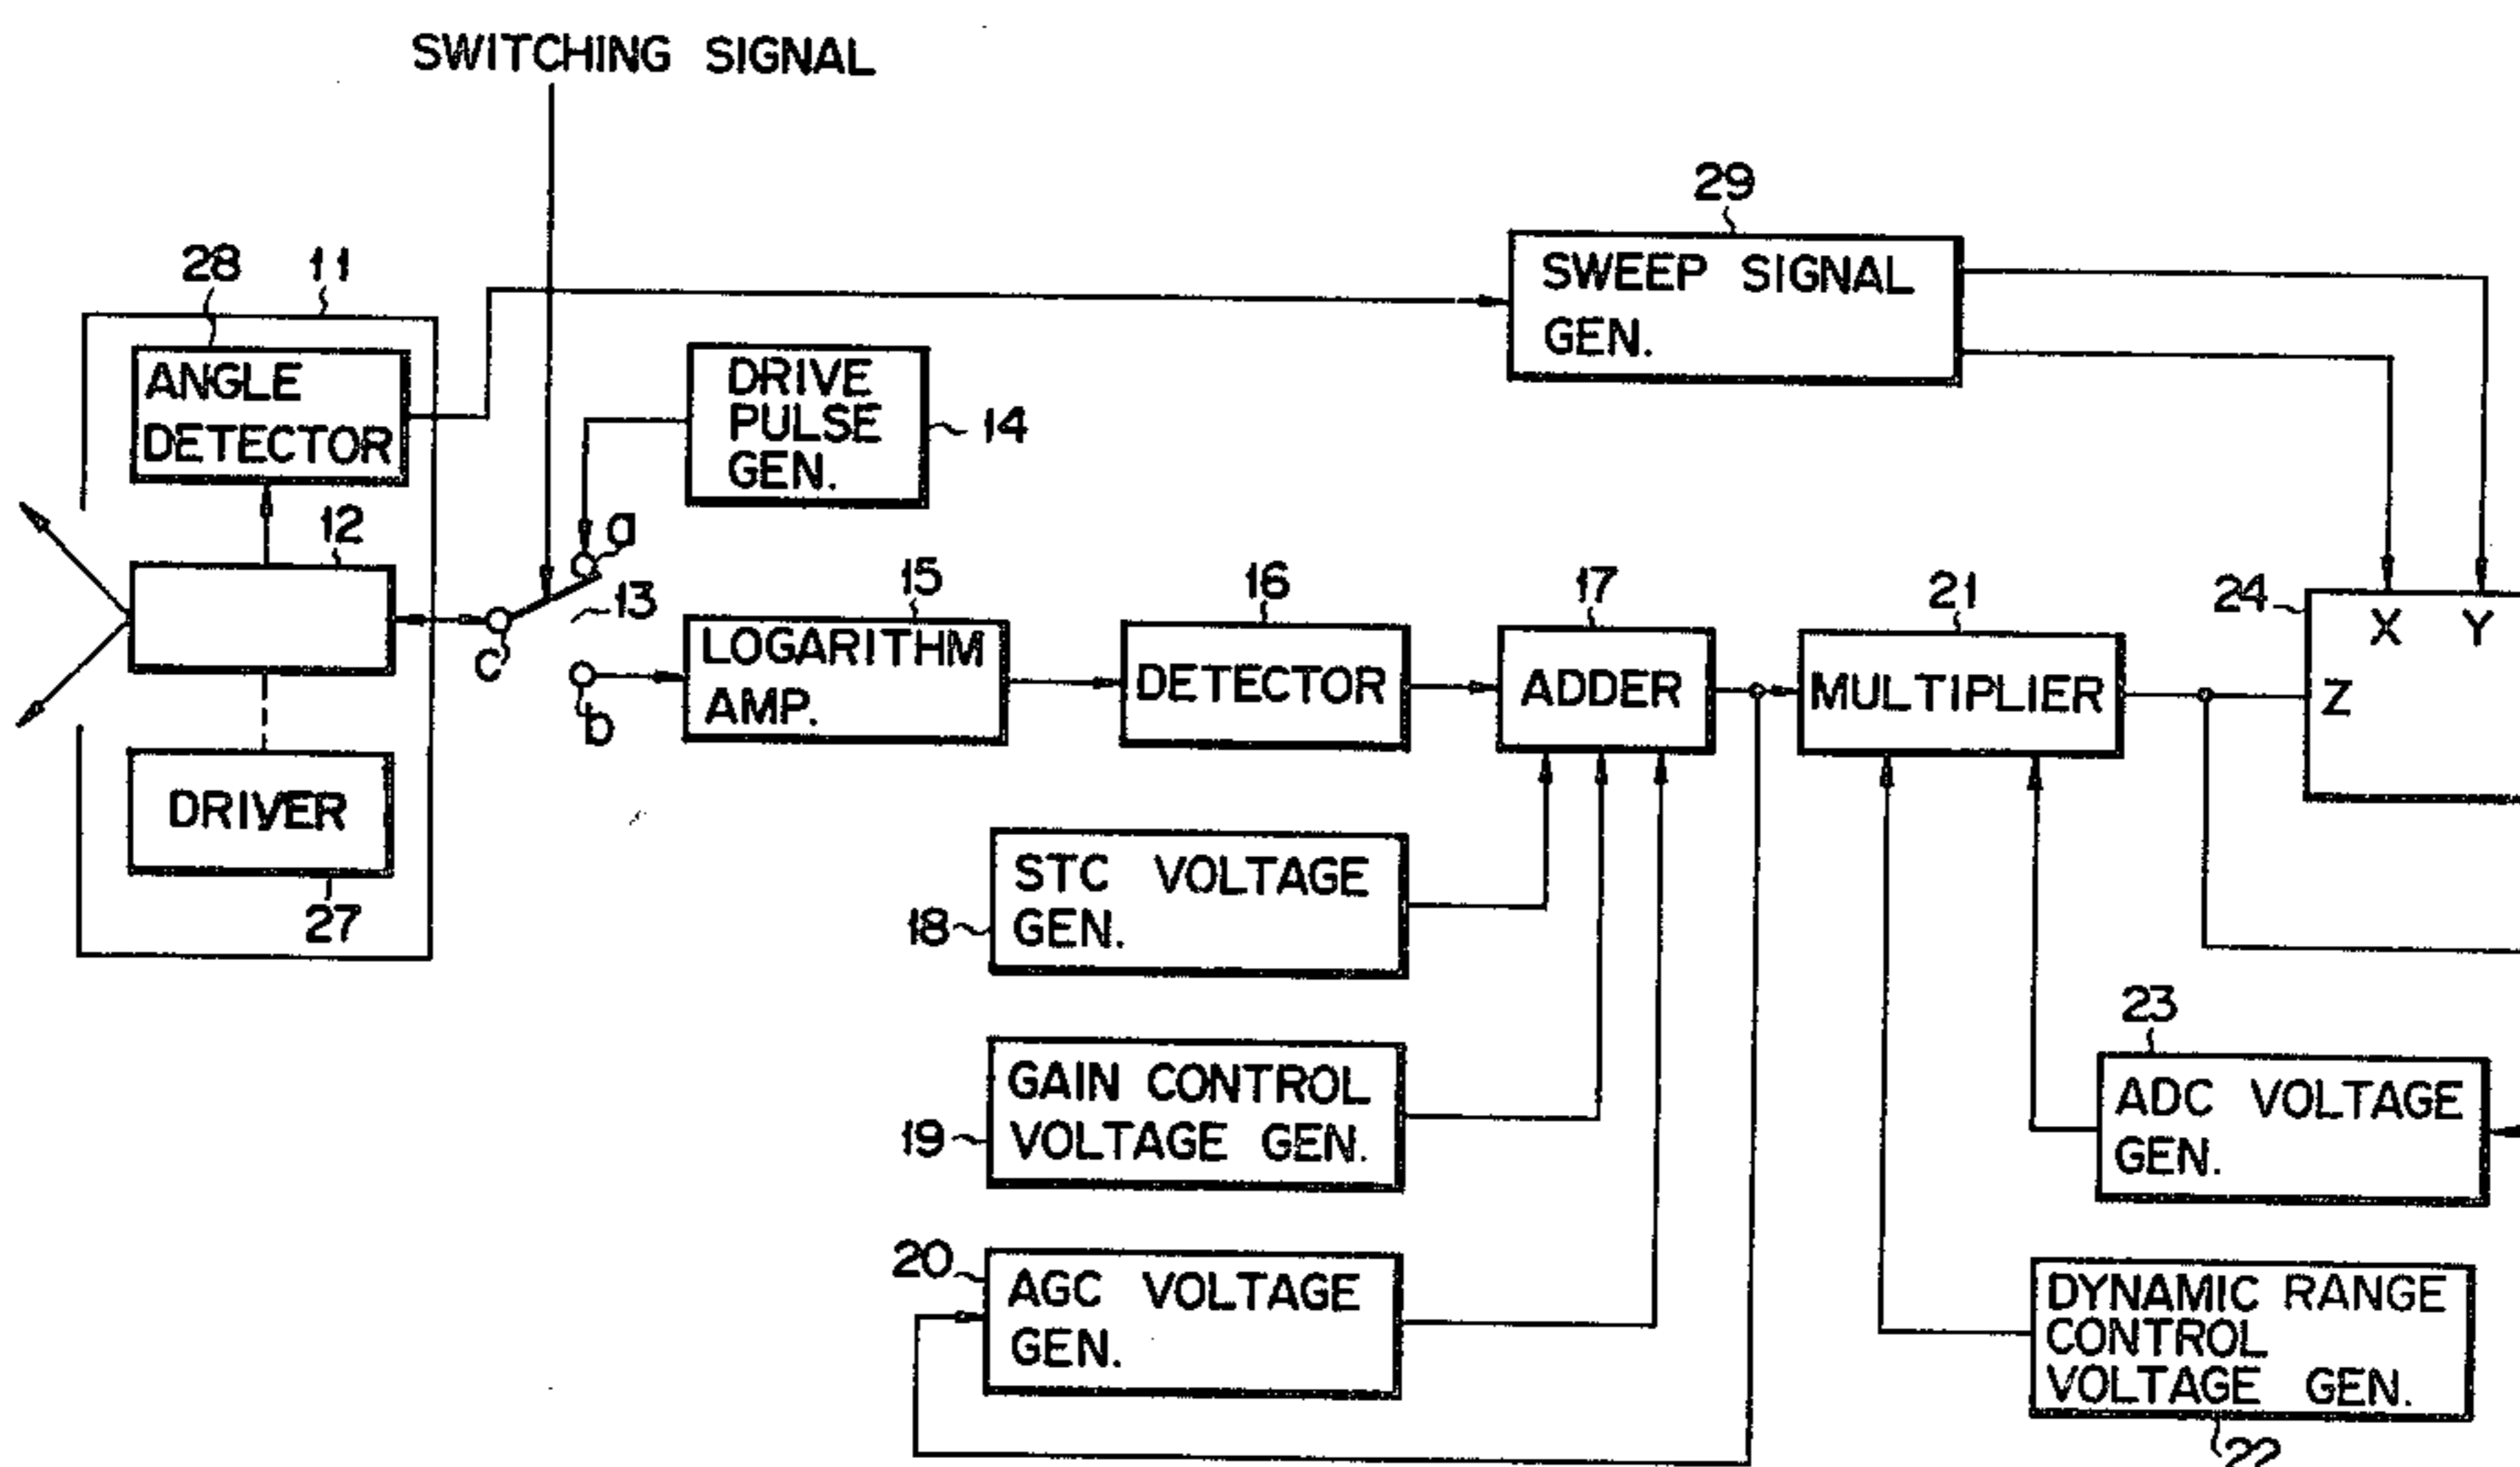 SWITCHING SIGNAL
29
SWEEP SIGNAL
GEN.
28
11
ANGLE
DETECTOR
DRIVE
PULSE
GEN.
14
12
a
13
c
b
15
LOGARITHM
AMP.
16
DETECTOR
17
ADDER
21
MULTIPLIER
24
X Y
Z
DRIVER
27
STC VOLTAGE
GEN.
18
GAIN CONTROL
VOLTAGE GEN.
19
20
AGC VOLTAGE
GEN.
23
ADC VOLTAGE
GEN.
DYNAMIC RANGE
CONTROL
VOLTAGE GEN.
22